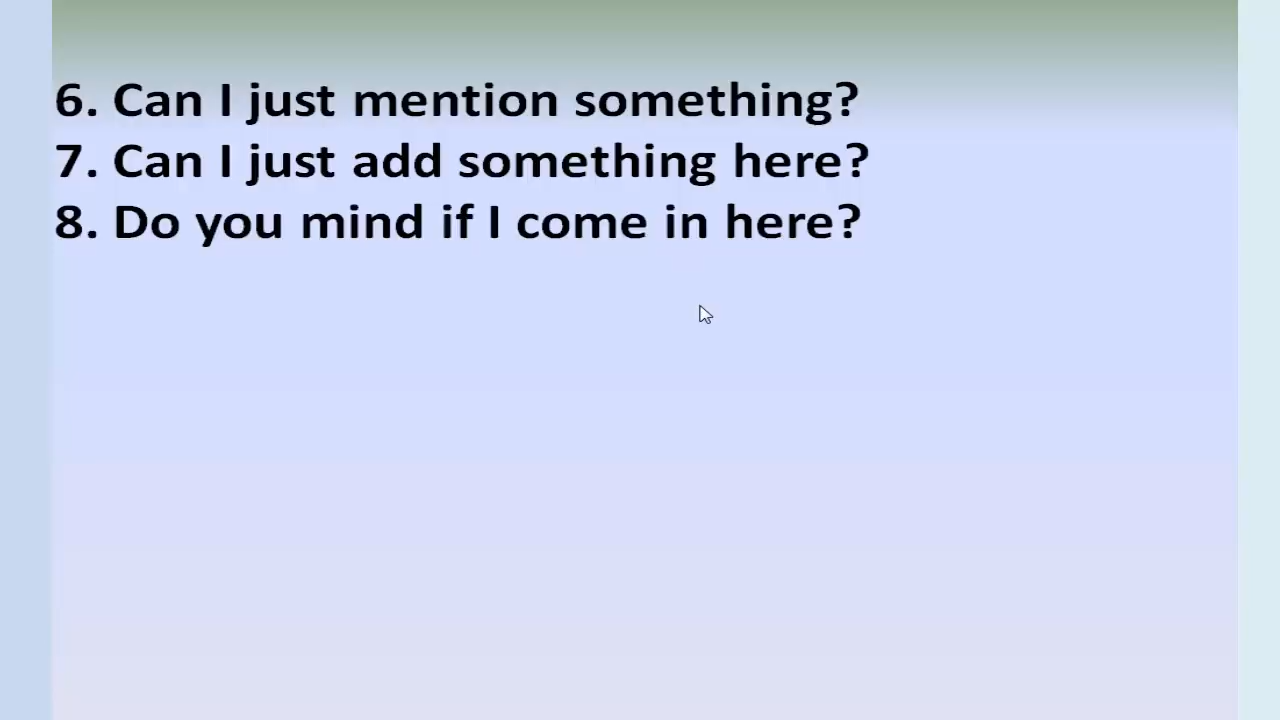 6. Can I just mention something?
7. Can I just add something here?
8. Do you mind if I come in here?